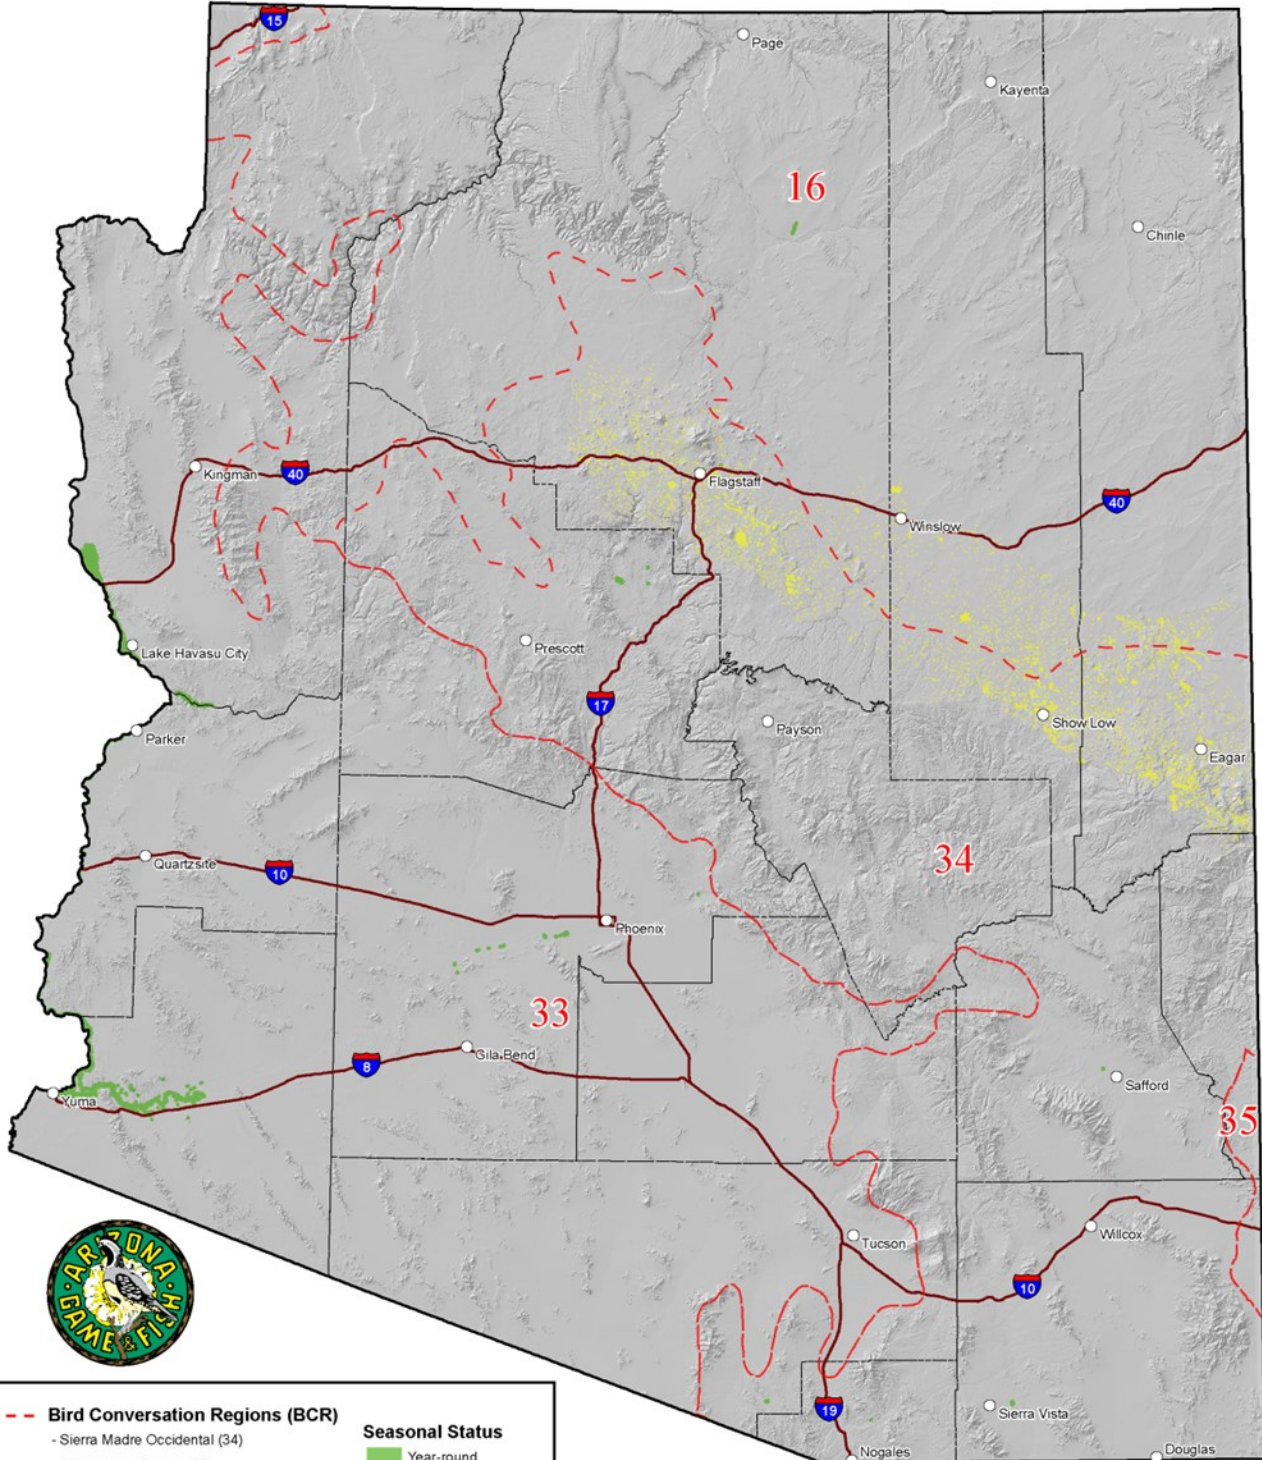 15
Page
Kayenta
16
Chinle
Kingman
40
Flagstaff
40
Winslow
Lake Havasu City
Prescott
17
Parker
Payson
Show Low
Eagar
Quartzsite
10
34
Phoenix
33
Gila Bend
8
Safford
Yuma
35
Willcox
Tucson
10
ARIZONA
GAME & FISH
Bird Conversation Regions (BCR)
- Sierra Madre Occidental (34)
Seasonal Status
Year-round
19
Sierra Vista
Nogales
Douglas